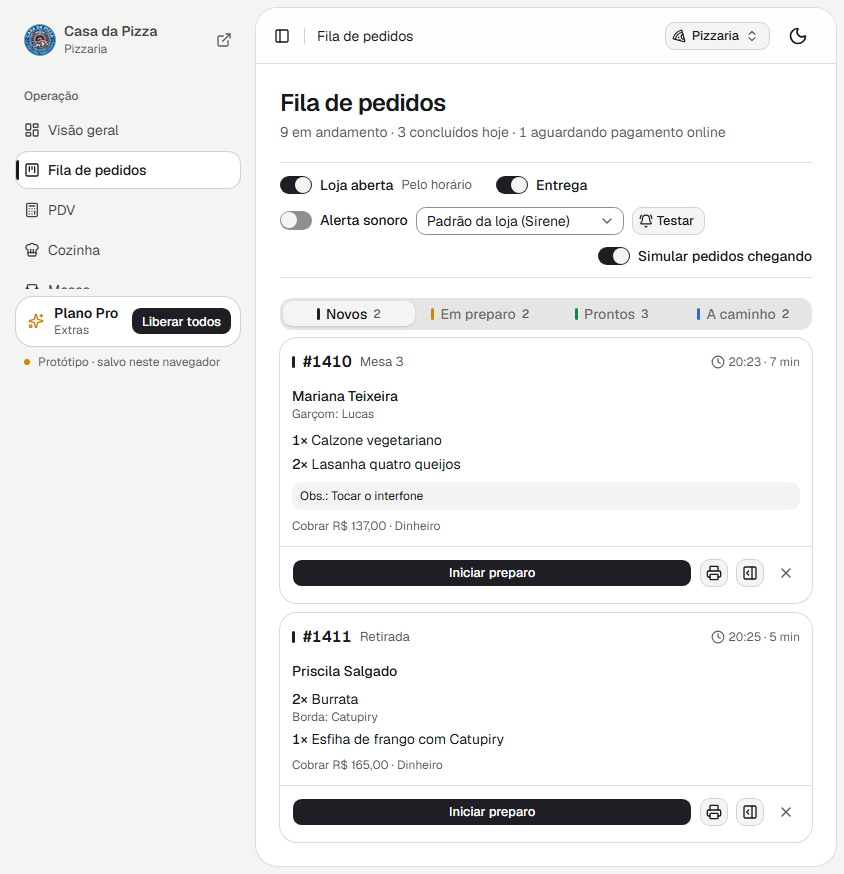 Casa da Pizza
Pizzaria
Operação
Visão geral
Fila de pedidos
PDV
Cozinha
Plano Pro
Extras
Liberar todos
Protótipo · salvo neste navegador
Fila de pedidos
Pizzaria
Fila de pedidos
9 em andamento · 3 concluídos hoje · 1 aguardando pagamento online
Loja aberta Pelo horário Entrega
Alerta sonoro Padrão da loja (Sirene) Testar
Simular pedidos chegando
Novos 2 Em preparo 2 Prontos 3 A caminho 2
#1410 Mesa 3 20:23 · 7 min
Mariana Teixeira
Garçom: Lucas
1× Calzone vegetariano
2× Lasanha quatro queijos
Obs.: Tocar o interfone
Cobrar R$ 137,00 · Dinheiro
Iniciar preparo
#1411 Retirada 20:25 · 5 min
Priscila Salgado
2× Burrata
Borda: Catupiry
1× Esfiha de frango com Catupiry
Cobrar R$ 165,00 · Dinheiro
Iniciar preparo